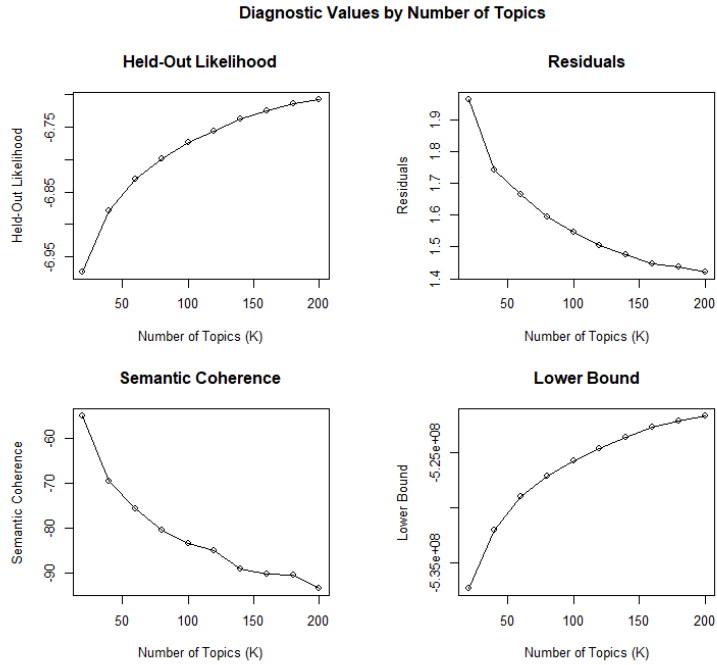 Diagnostic Values by Number of Topics
Held-Out Likelihood
Held-Out Likelihood
-6.75
-6.85
-6.95
50 100 150 200
Number of Topics (K)
Residuals
Residuals
1.9
1.8
1.7
1.6
1.5
1.4
50 100 150 200
Number of Topics (K)
Semantic Coherence
Semantic Coherence
-60
-70
-80
-90
50 100 150 200
Number of Topics (K)
Lower Bound
Lower Bound
-5.25e+08
-5.35e+08
50 100 150 200
Number of Topics (K)